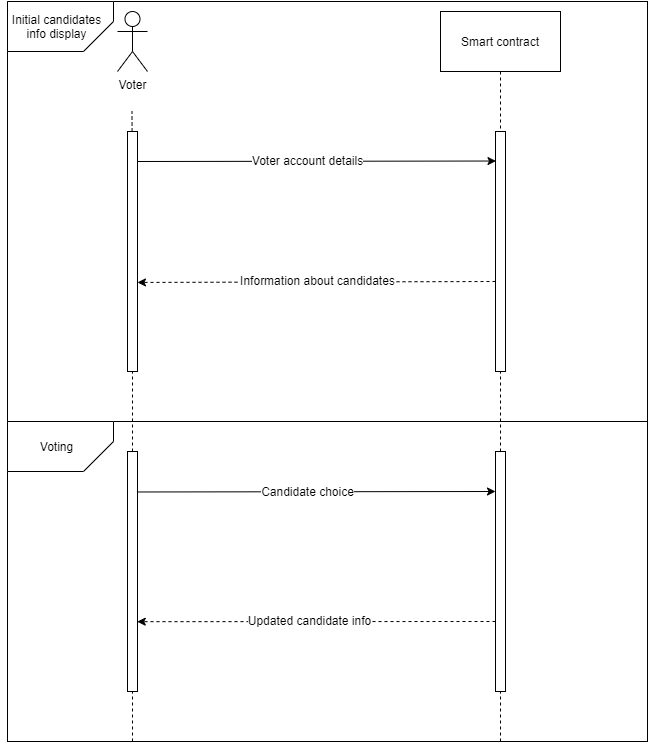 Initial candidates
info display
Voter
Smart contract
Voter account details
Information about candidates
Voting
Candidate choice
Updated candidate info